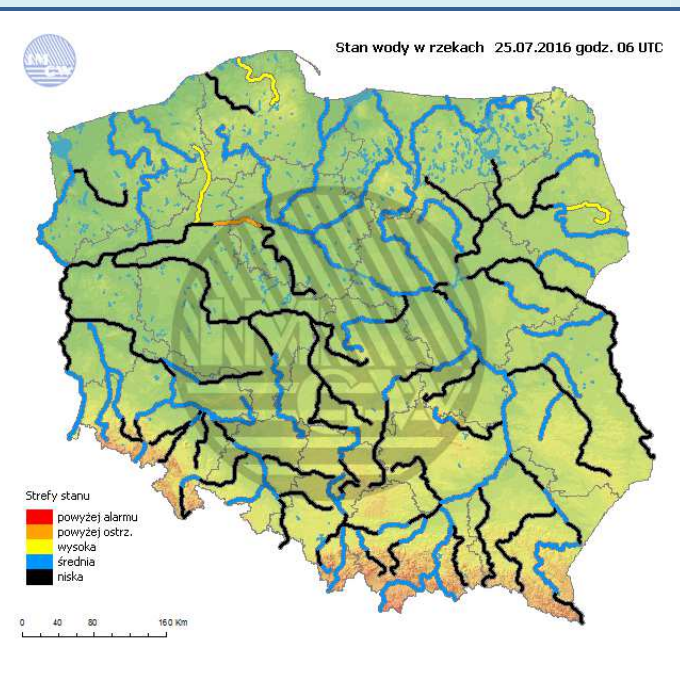 Stan wody w rzekach 25.07.2016 godz. 06 UTC
Strefy stanu
powyżej alarmu
powyżej ostrz.
wysoka
średnia
niska
0 40 80 160 Km